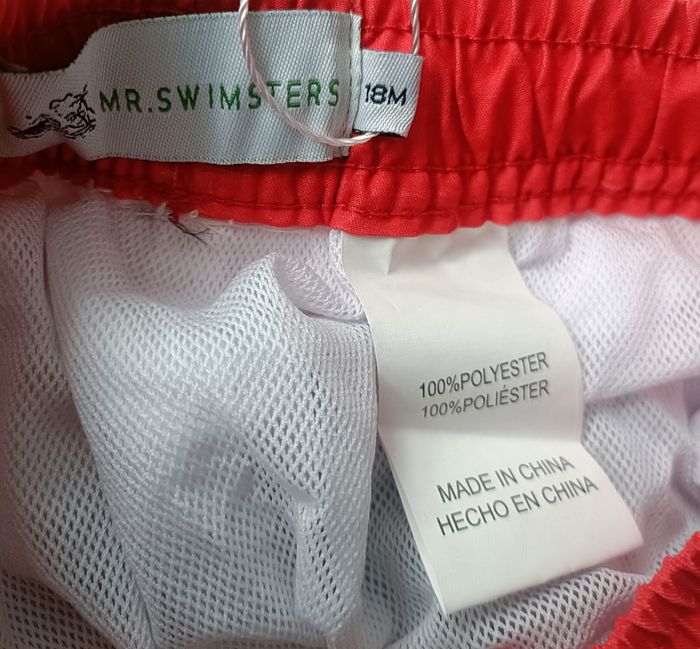 MR.SWIMSTERS
18M
100%POLYESTER
100%POLIÉSTER
MADE IN CHINA
HECHO EN CHINA